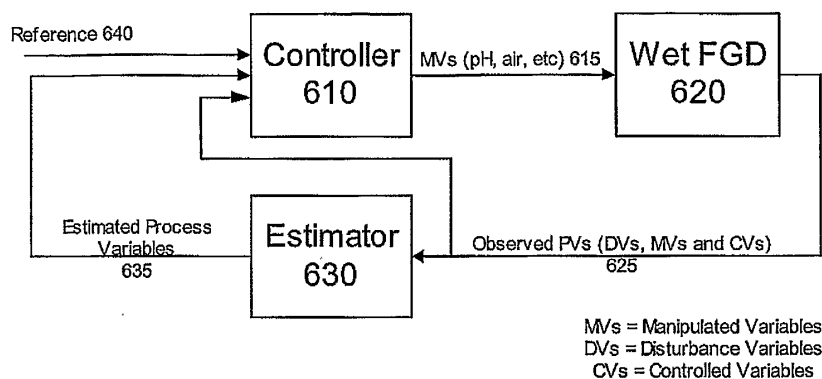 Reference 640
Controller
610
MVs (pH, air, etc) 615
Wet FGD
620
Estimated Process
Variables
635
Estimator
630
Observed PVs (DVs, MVs and CVs)
625
MVs = Manipulated Variables
DVs = Disturbance Variables
CVs = Controlled Variables